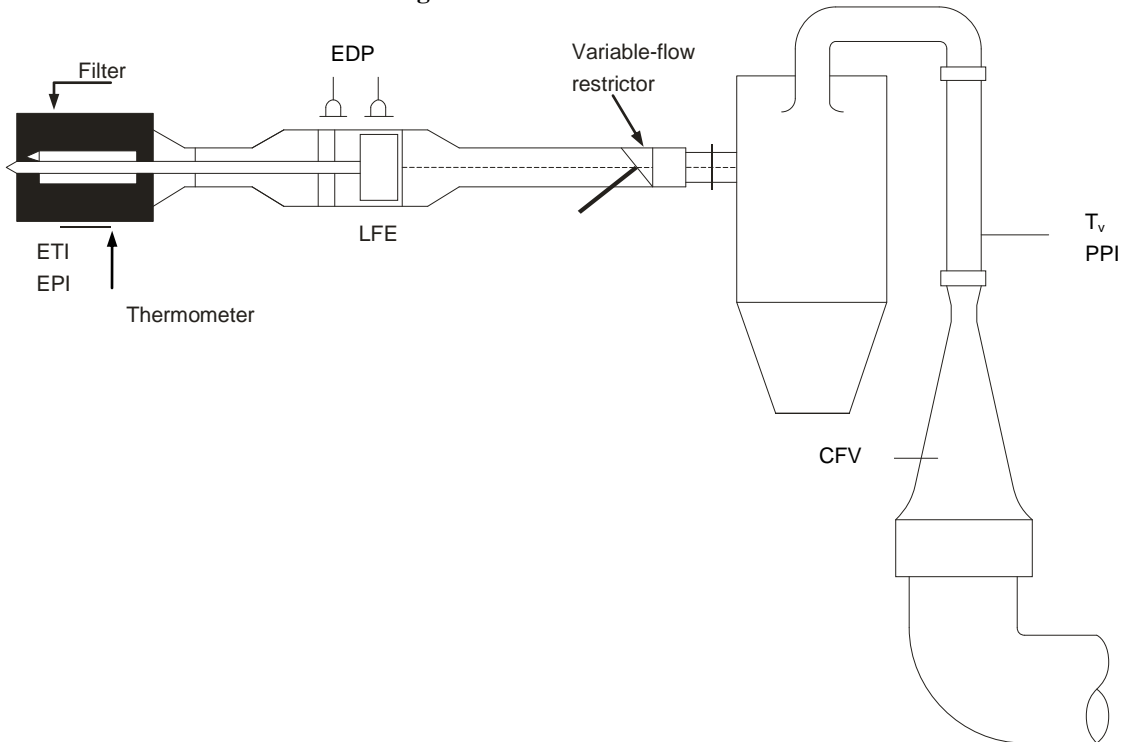 Filter
EDP
Variable-flow
restrictor
LFE
ETI
EPI
Thermometer
Tv
PPI
CFV